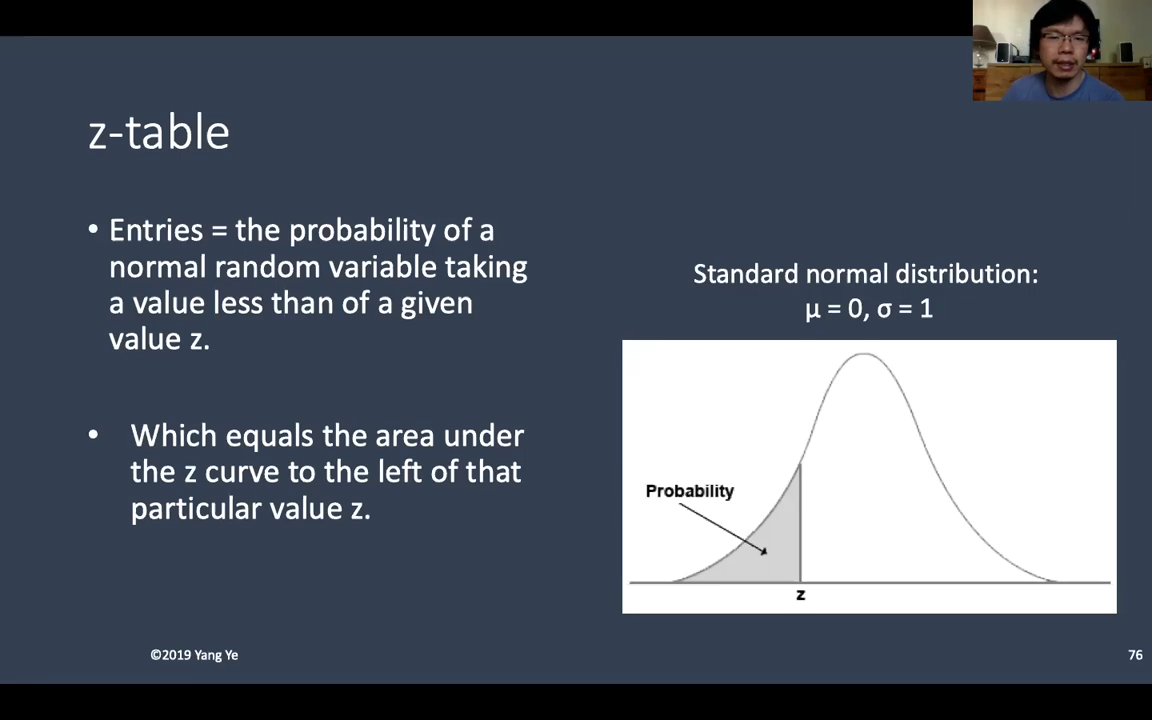 z-table
• Entries = the probability of a
normal random variable taking
a value less than of a given
value z.
• Which equals the area under
the z curve to the left of that
particular value z.
Standard normal distribution:
μ = 0, σ = 1
Probability
z
©2019 Yang Ye
76